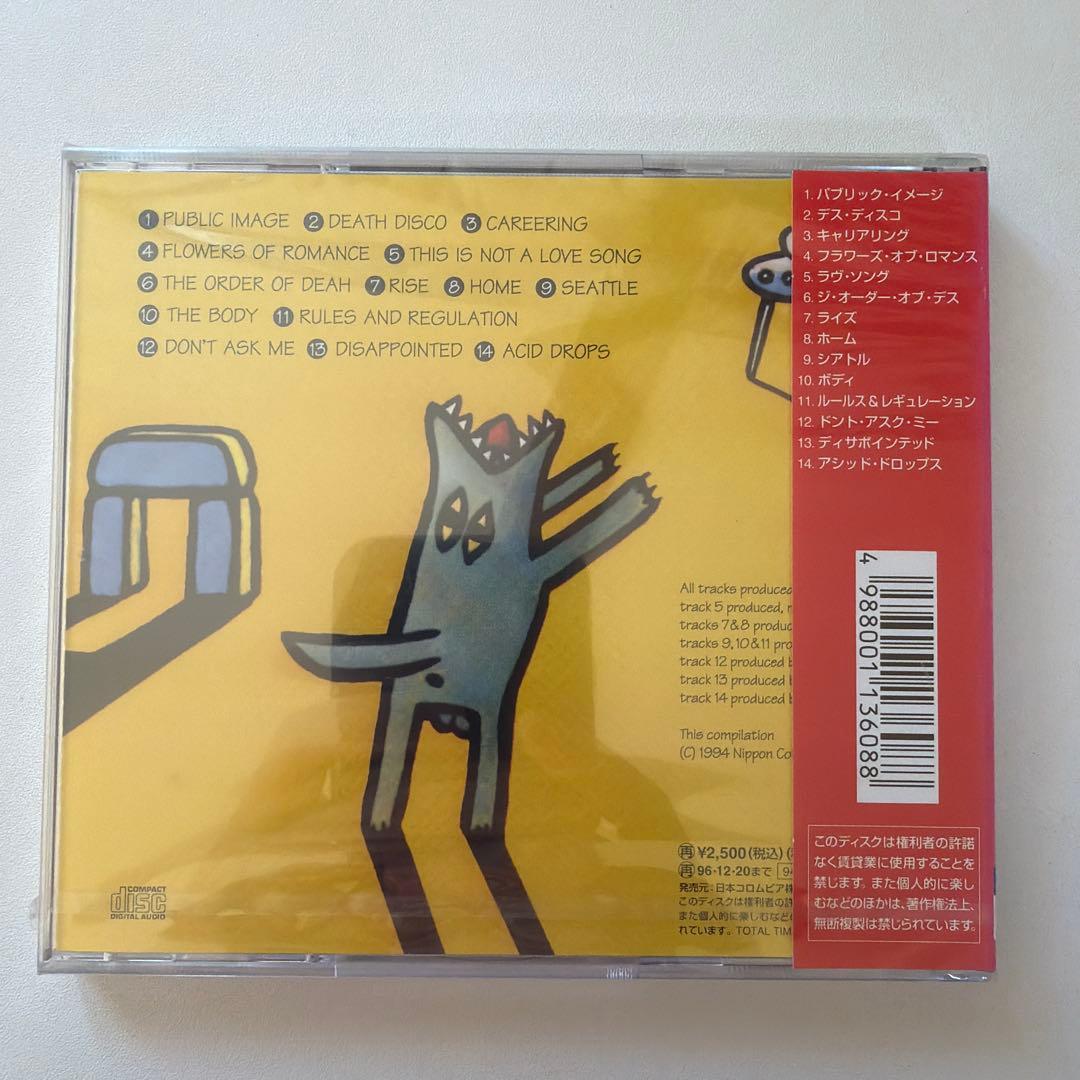 1 PUBLIC IMAGE 2 DEATH DISCO 3 CAREERING
4 FLOWERS OF ROMANCE 5 THIS IS NOT A LOVE SONG
6 THE ORDER OF DEAH 7 RISE 8 HOME 9 SEATTLE
10 THE BODY 11 RULES AND REGULATION
12 DON'T ASK ME 13 DISAPPOINTED 14 ACID DROPS
All tracks produced
track 5 produced,
tracks 7&8 produc
tracks 9,10&11 pro
track 12 produced b
track 13 produced b
track 14 produced b
This compilation
(C) 1994 Nippon Co
再 ¥2,500(税込)
再 96·12·20まで
発売元:日本コロムビア株
このディスクは権利者の許
また個人的に楽しむなどの
れています。 TOTAL TIM
COMPACT
disc
DIGITAL AUDIO
1. パブリック・イメージ
2. デス・ディスコ
3. キャリアリング
4. フラワーズ・オブ・ロマンス
5. ラヴ・ソング
6. ジ・オーダー・オブ・デス
7. ライズ
8. ホーム
9. シアトル
10. ボディ
11. ルールス&レギュレーション
12. ドント・アスク・ミー
13. ディサポインテッド
14. アシッド・ドロップス
4 988001 136088
このディスクは権利者の許諾
なく賃貸業に使用することを
禁じます。また個人的に楽し
むなどのほかは、著作権法上、
無断複製は禁じられています。